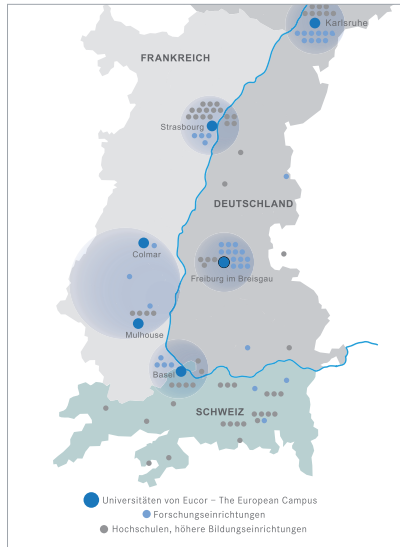 Karlsruhe
FRANKREICH
Strasbourg
DEUTSCHLAND
Colmar
Freiburg im Breisgau
Mulhouse
Basel
SCHWEIZ
Universitäten von Eucor – The European Campus
Forschungseinrichtungen
Hochschulen, höhere Bildungseinrichtungen